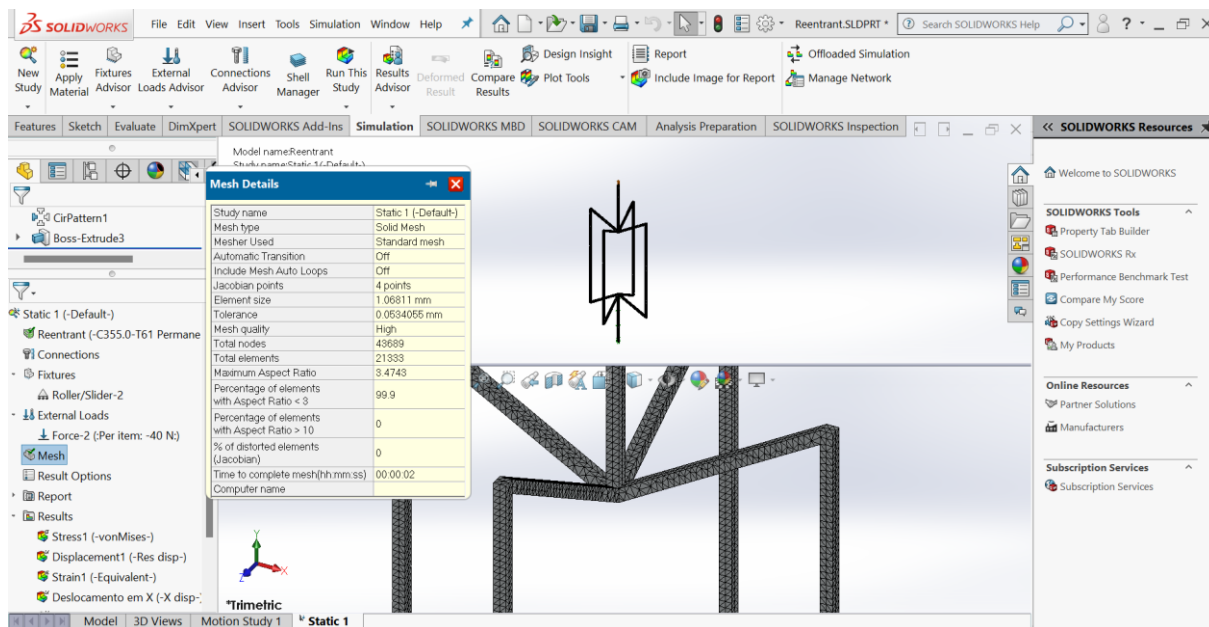 SOLIDWORKS File Edit View Insert Tools Simulation Window Help Reentrant.SLDPRT * Search SOLIDWORKS Help ?
New Study
Apply Material
Fixtures Advisor
External Loads Advisor
Connections Advisor
Shell Manager
Run This Study
Results Advisor
Deformed Result
Compare Results
Design Insight
Plot Tools
Report
Include Image for Report
Offloaded Simulation
Manage Network
Features Sketch Evaluate DimXpert SOLIDWORKS Add-Ins Simulation SOLIDWORKS MBD SOLIDWORKS CAM Analysis Preparation SOLIDWORKS Inspection
CirPattern1
Boss-Extrude3
Static 1 (-Default-)
Reentrant (-C355.0-T61 Permane
Connections
Fixtures
Roller/Slider-2
External Loads
Force-2 (:Per item: -40 N:)
Mesh
Result Options
Report
Results
Stress1 (-vonMises-)
Displacement1 (-Res disp-)
Strain1 (-Equivalent-)
Deslocamento em X (-X disp-
Model name:Reentrant
Study name:Static 1(-Default-)
Mesh Details
Study name Static 1 (-Default-)
Mesh type Solid Mesh
Mesher Used Standard mesh
Automatic Transition Off
Include Mesh Auto Loops Off
Jacobian points 4 points
Element size 1.06811 mm
Tolerance 0.0534055 mm
Mesh quality High
Total nodes 43689
Total elements 21333
Maximum Aspect Ratio 3.4743
Percentage of elements
with Aspect Ratio < 3 99.9
Percentage of elements
with Aspect Ratio > 10 0
% of distorted elements
(Jacobian) 0
Time to complete mesh(hh:mm:ss) 00:00:02
Computer name
Y
X
Z
*Trimetric
Model 3D Views Motion Study 1 Static 1
<< SOLIDWORKS Resources
Welcome to SOLIDWORKS
SOLIDWORKS Tools
Property Tab Builder
SOLIDWORKS Rx
Performance Benchmark Test
Compare My Score
Copy Settings Wizard
My Products
Online Resources
Partner Solutions
Manufacturers
Subscription Services
Subscription Services